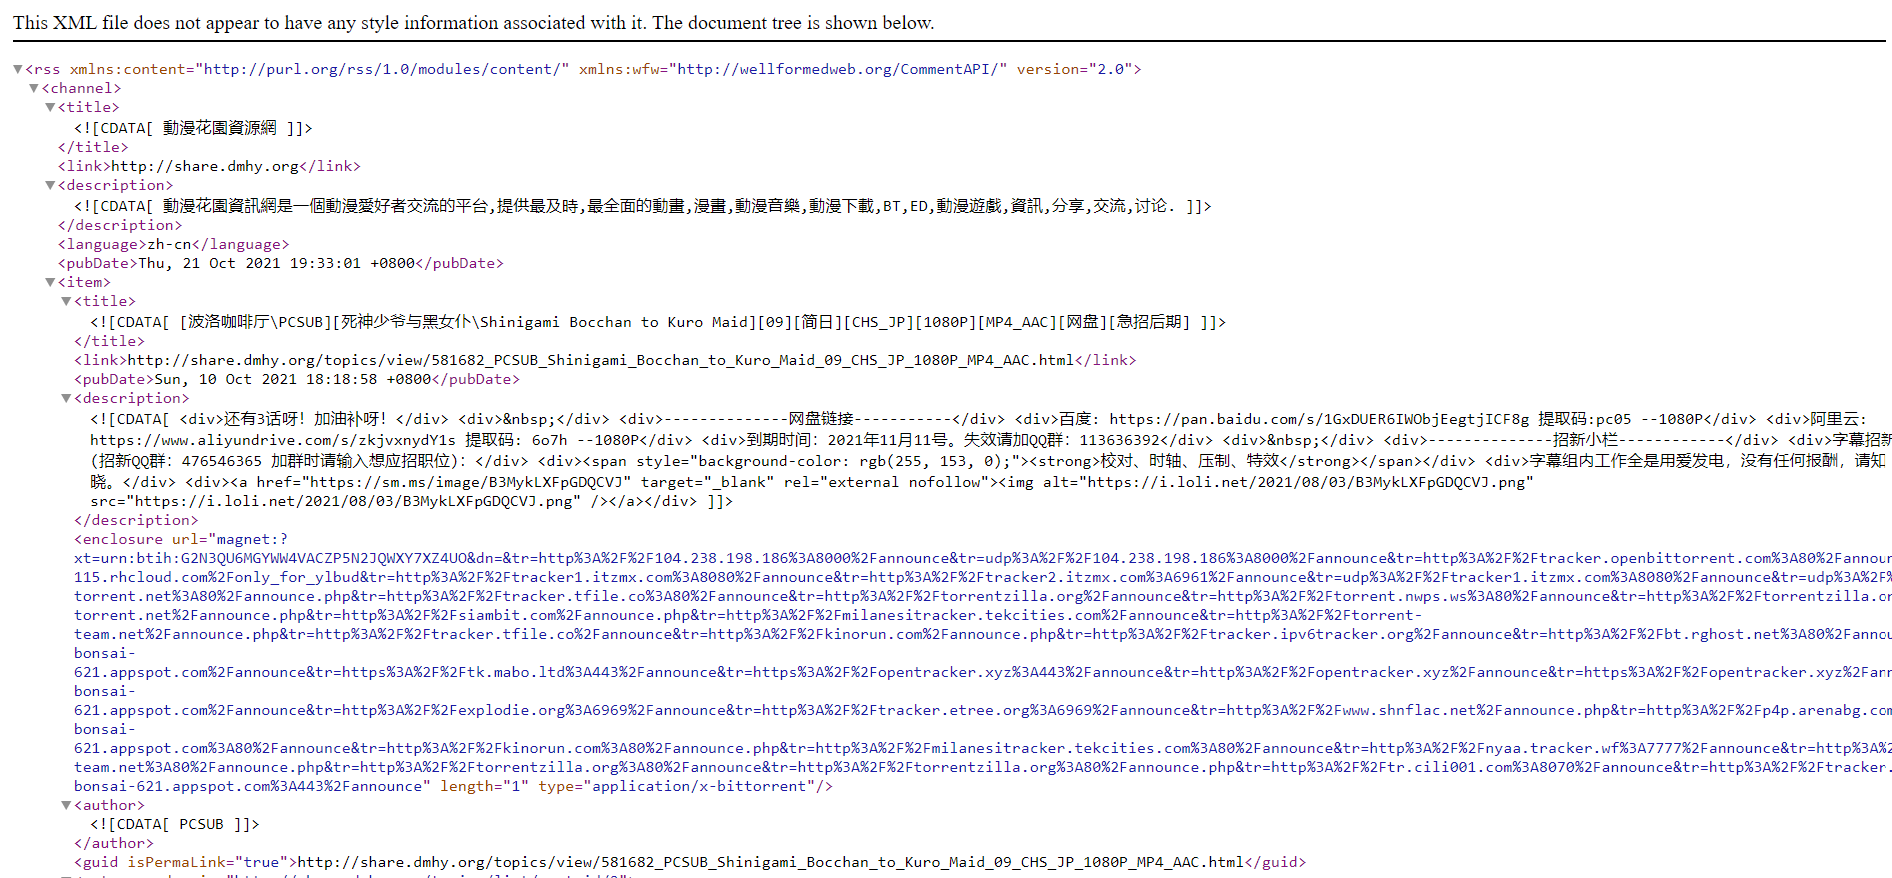 This XML file does not appear to have any style information associated with it. The document tree is shown below.
▼<rss xmlns:content="http://purl.org/rss/1.0/modules/content/" xmlns:wfw="http://wellformedweb.org/CommentAPI/" version="2.0">
▼<channel>
▼<title>
<![CDATA[ 動漫花園資源網 ]]>
</title>
<link>http://share.dmhy.org</link>
▼<description>
<![CDATA[ 動漫花園資訊網是一個動漫愛好者交流的平台,提供最及時,最全面的動畫,漫畫,動漫音樂,動漫下載,BT,ED,動漫遊戲,資訊,分享,交流,讨论. ]]>
</description>
<language>zh-cn</language>
<pubDate>Thu, 21 Oct 2021 19:33:01 +0800</pubDate>
▼<item>
▼<title>
<![CDATA[ [波洛咖啡厅\PCSUB][死神少爷与黑女仆\Shinigami Bocchan to Kuro Maid][09][简日][CHS_JP][1080P][MP4_AAC][网盘][急招后期] ]]>
</title>
<link>http://share.dmhy.org/topics/view/581682_PCSUB_Shinigami_Bocchan_to_Kuro_Maid_09_CHS_JP_1080P_MP4_AAC.html</link>
<pubDate>Sun, 10 Oct 2021 18:18:58 +0800</pubDate>
▼<description>
<![CDATA[ <div>还有3话呀! 加油补呀! </div> <div>&nbsp;</div> <div>--------------网盘链接-----------</div> <div>百度: https://pan.baidu.com/s/1GxDUER6IWObjEegtjICF8g 提取码:pc05 --1080P</div> <div>阿里云:
https://www.aliyundrive.com/s/zkjvxnydY1s 提取码: 6o7h --1080P</div> <div>到期时间: 2021年11月11号。失效请加QQ群: 113636392</div> <div>&nbsp;</div> <div>--------------招新小栏------------</div> <div>字幕招新
(招新QQ群: 476546365 加群时请输入想应招职位): </div> <div><span style="background-color: rgb(255, 153, 0);"><strong>校对、时轴、压制、特效</strong></span></div> <div>字幕组内工作全是用爱发电, 没有任何报酬, 请知
晓。</div> <div><a href="https://sm.ms/image/B3MykLXFpGDQCVJ" target="_blank" rel="external nofollow"><img alt="https://i.loli.net/2021/08/03/B3MykLXFpGDQCVJ.png"
src="https://i.loli.net/2021/08/03/B3MykLXFpGDQCVJ.png" /></a></div> ]]>
</description>
<enclosure url="magnet:?
xt=urn:btih:G2N3QU6MGYWW4VACZP5N2JQWXY7XZ4UO&dn=&tr=http%3A%2F%2F104.238.198.186%3A8000%2Fannounce&tr=udp%3A%2F%2F104.238.198.186%3A8000%2Fannounce&tr=http%3A%2F%2Ftracker.openbittorrent.com%3A80%2Fannour
115.rhcloud.com%2Fonly_for_ylbud&tr=http%3A%2F%2Ftracker1.itzmx.com%3A8080%2Fannounce&tr=http%3A%2F%2Ftracker2.itzmx.com%3A6961%2Fannounce&tr=udp%3A%2F%2Ftracker1.itzmx.com%3A8080%2Fannounce&tr=udp%3A%2F%
torrent.net%3A80%2Fannounce.php&tr=http%3A%2F%2Ftracker.tfile.co%3A80%2Fannounce&tr=http%3A%2F%2Ftorrentzilla.org%2Fannounce&tr=http%3A%2F%2Ftorrent.nwps.ws%3A80%2Fannounce&tr=http%3A%2F%2Ftorrentzilla.or
torrent.net%2Fannounce.php&tr=http%3A%2F%2Fsiambit.com%2Fannounce.php&tr=http%3A%2F%2Fmilanesitracker.tekcities.com%2Fannounce&tr=http%3A%2F%2Ftorrent-
team.net%2Fannounce.php&tr=http%3A%2F%2Ftracker.tfile.co%2Fannounce&tr=http%3A%2F%2Fkinorun.com%2Fannounce.php&tr=http%3A%2F%2Ftracker.ipv6tracker.org%2Fannounce&tr=http%3A%2F%2Fbt.rghost.net%3A80%2Fannou
bonsai-
621.appspot.com%2Fannounce&tr=https%3A%2F%2Ftk.mabo.ltd%3A443%2Fannounce&tr=https%3A%2F%2Fopentracker.xyz%3A443%2Fannounce&tr=http%3A%2F%2Fopentracker.xyz%2Fannounce&tr=https%3A%2F%2Fopentracker.xyz%2Fanr
bonsai-
621.appspot.com%2Fannounce&tr=http%3A%2F%2Fexplodie.org%3A6969%2Fannounce&tr=http%3A%2F%2Ftracker.etree.org%3A6969%2Fannounce&tr=http%3A%2F%2Fwww.shnflac.net%2Fannounce.php&tr=http%3A%2F%2Fp4p.arenabg.com
bonsai-
621.appspot.com%3A80%2Fannounce&tr=http%3A%2F%2Fkinorun.com%3A80%2Fannounce.php&tr=http%3A%2F%2Fmilanesitracker.tekcities.com%3A80%2Fannounce&tr=http%3A%2F%2Fnyaa.tracker.wf%3A7777%2Fannounce&tr=http%3A%2
team.net%3A80%2Fannounce.php&tr=http%3A%2F%2Ftorrentzilla.org%3A80%2Fannounce&tr=http%3A%2F%2Ftorrentzilla.org%3A80%2Fannounce.php&tr=http%3A%2F%2Ftr.cili001.com%3A8070%2Fannounce&tr=http%3A%2F%2Ftracker.
bonsai-621.appspot.com%3A443%2Fannounce" length="1" type="application/x-bittorrent"/>
▼<author>
<![CDATA[ PCSUB ]]>
</author>
<guid isPermaLink="true">http://share.dmhy.org/topics/view/581682_PCSUB_Shinigami_Bocchan_to_Kuro_Maid_09_CHS_JP_1080P_MP4_AAC.html</guid>